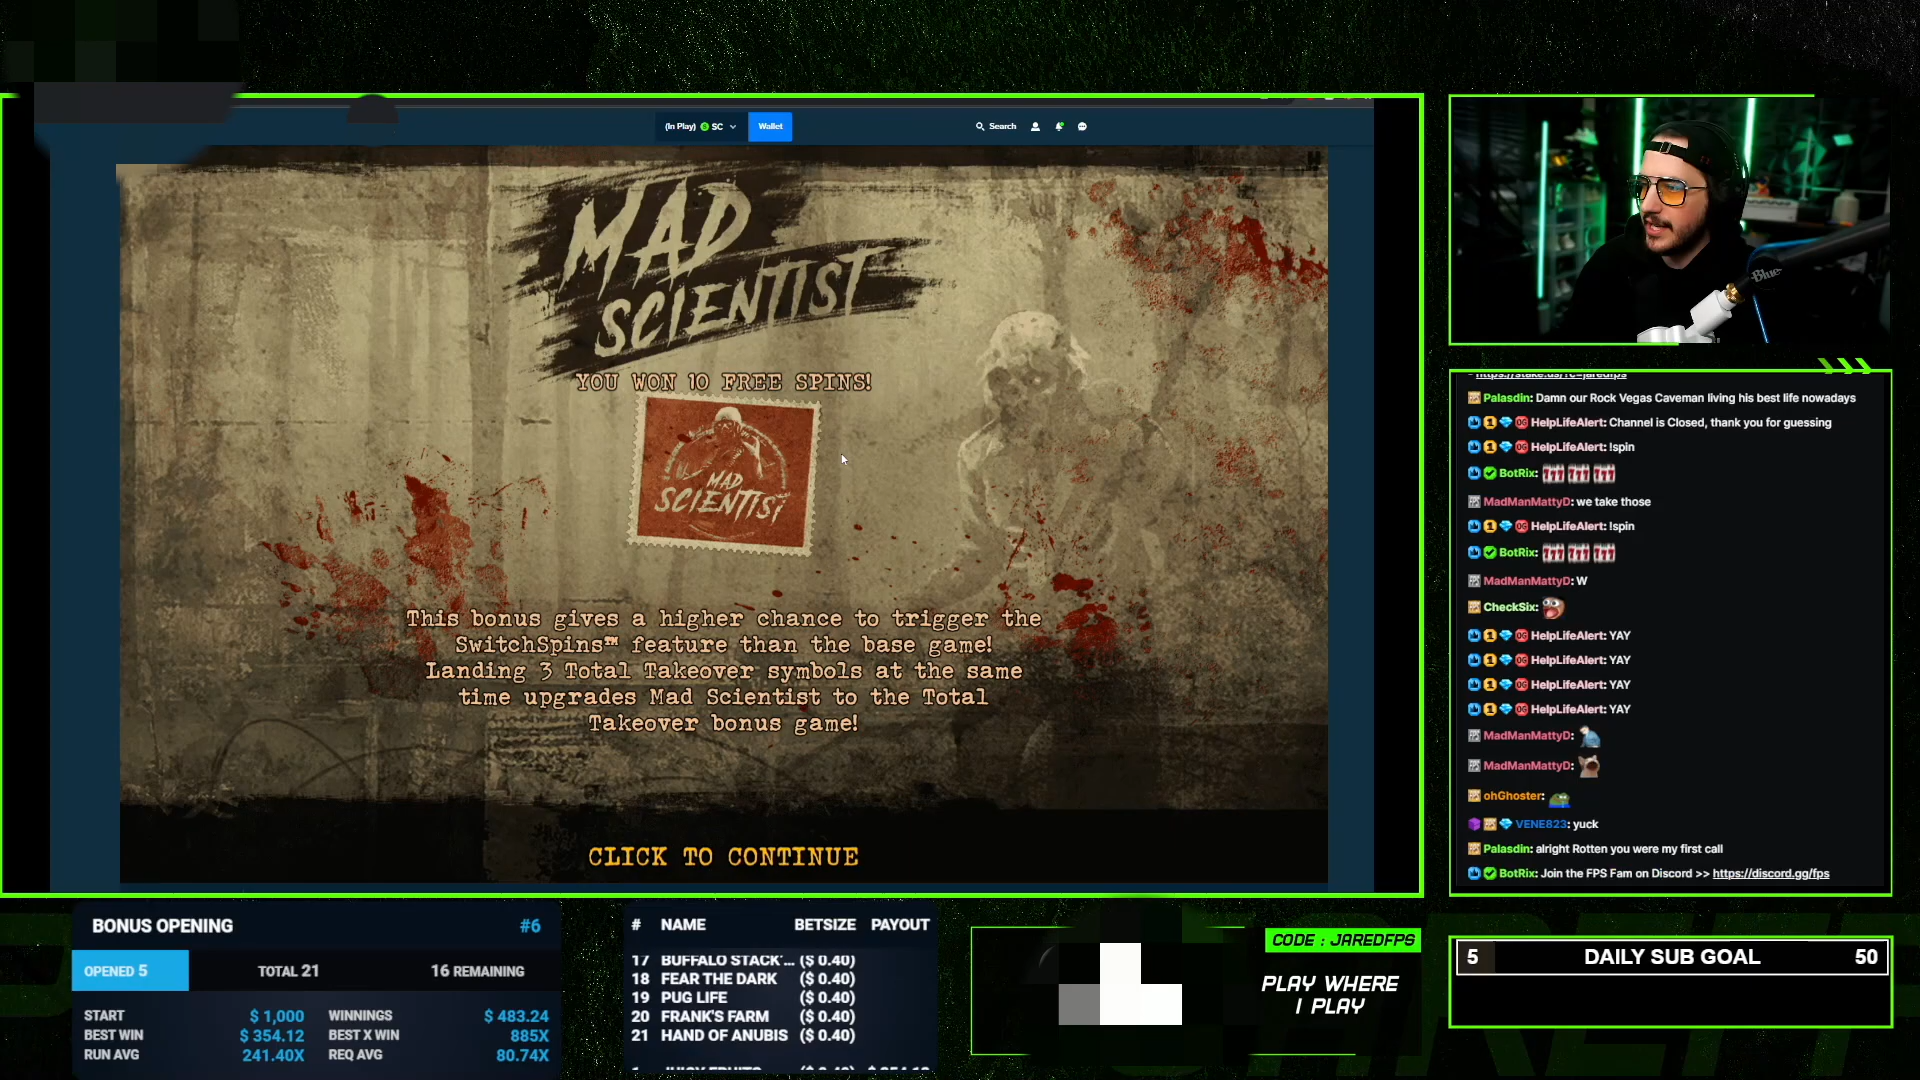 (In Play) SC
Wallet
Search
MAD
SCIENTIST
YOU WON 10 FREE SPINS!
MAD
SCIENTIST
This bonus gives a higher chance to trigger the
SwitchSpins™ feature than the base game!
Landing 3 Total Takeover symbols at the same
time upgrades Mad Scientist to the Total
Takeover bonus game!
CLICK TO CONTINUE
Blue
https://stake.us/?c=jaredfps
Palasdin: Damn our Rock Vegas Caveman living his best life nowadays
HelpLifeAlert: Channel is Closed, thank you for guessing
HelpLifeAlert: !spin
BotRix:
MadManMattyD: we take those
HelpLifeAlert: !spin
BotRix:
MadManMattyD: W
CheckSix:
HelpLifeAlert: YAY
HelpLifeAlert: YAY
HelpLifeAlert: YAY
HelpLifeAlert: YAY
MadManMattyD:
MadManMattyD:
ohGhoster:
VENE823: yuck
Palasdin: alright Rotten you were my first call
BotRix: Join the FPS Fam on Discord >> https://discord.gg/fps
BONUS OPENING #6
OPENED 5 TOTAL 21 16 REMAINING
START $ 1,000 WINNINGS $ 483.24
BEST WIN $ 354.12 BEST X WIN 885X
RUN AVG 241.40X REQ AVG 80.74X
# NAME BETSIZE PAYOUT
17 BUFFALO STACK'... ($ 0.40)
18 FEAR THE DARK ($ 0.40)
19 PUG LIFE ($ 0.40)
20 FRANK'S FARM ($ 0.40)
21 HAND OF ANUBIS ($ 0.40)
CODE : JAREDFPS
PLAY WHERE
I PLAY
5 DAILY SUB GOAL 50